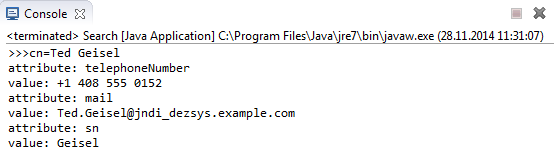 Console
<terminated> Search [Java Application] C:\Program Files\Java\jre7\bin\javaw.exe (28.11.2014 11:31:07)
>>>cn=Ted Geisel
attribute: telephoneNumber
value: +1 408 555 0152
attribute: mail
value: Ted.Geisel@jndi_dezsys.example.com
attribute: sn
value: Geisel